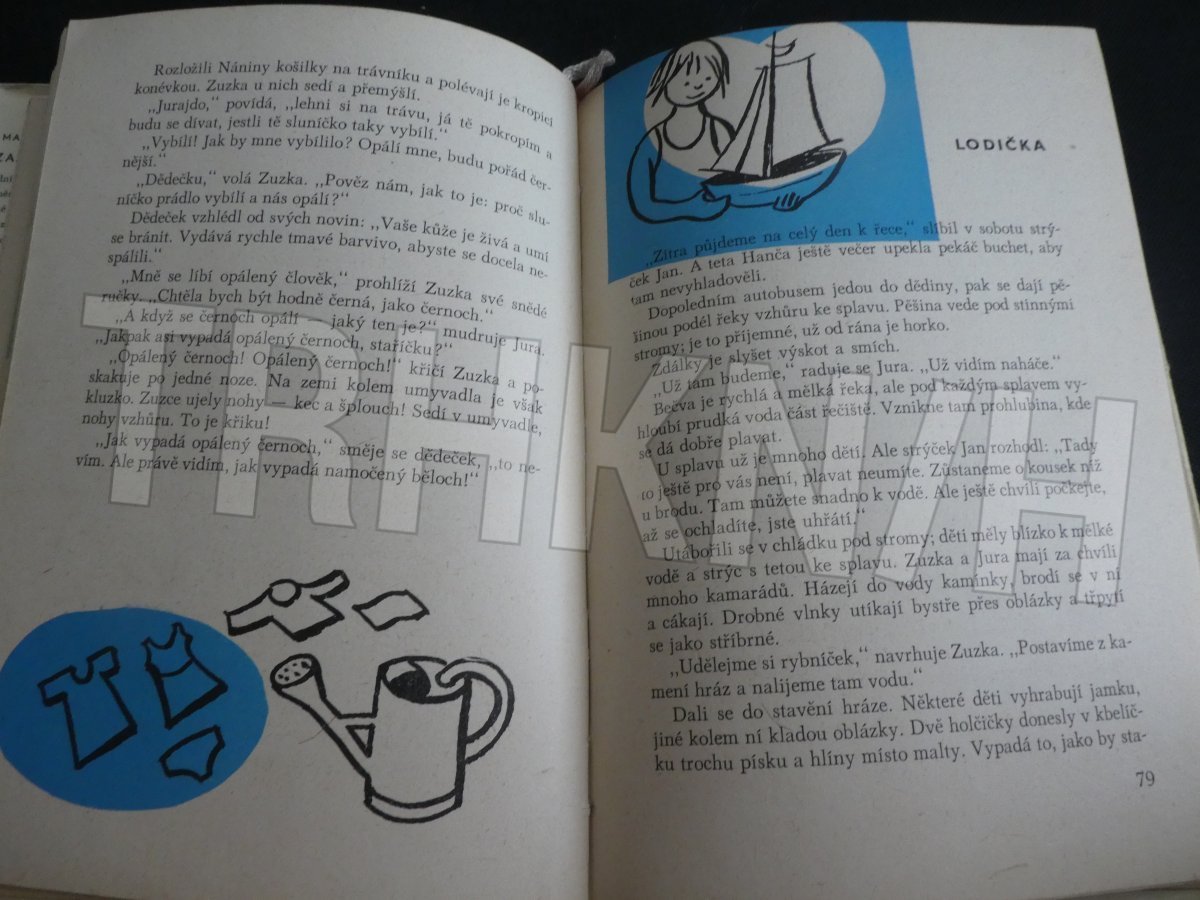 Rozložili Nániny košilky na trávníku a polévají je kropicí
konévkou. Zuzka u nich sedí a přemýšlí.
„Jurajdo,“ povídá, „lehni si na trávu, já tě pokropím a
budu se dívat, jestli tě sluníčko taky vybílí.“
„Vybílí! Jak by mne vybílilo? Opálí mne, budu pořád čer-
nější.“
„Dědečku,“ volá Zuzka. „Pověz nám, jak to je: proč slu-
níčko prádlo vybílí a nás opálí?“
Dědeček vzhlédl od svých novin: „Vaše kůže je živá a umí
se bránit. Vydává rychle tmavé barvivo, abyste se docela ne-
spálili.“
„Mně se líbí opálený člověk,“ prohlíží Zuzka své snědé
ručky. „Chtěla bych být hodně černá, jako černoch.“
„A když se černoch opálí — jaký ten je?“ mudruje Jura.
„Jakpak asi vypadá opálený černoch, staříčku?“
„Opálený černoch! Opálený černoch!“ křičí Zuzka a po-
skakuje po jedné noze. Na zemi kolem umyvadla je však
kluzko. Zuzce ujely nohy — kec a šplouch! Sedí v umyvadle,
nohy vzhůru. To je křiku!
„Jak vypadá opálený černoch,“ směje se dědeček, „to ne-
vím. Ale právě vidím, jak vypadá namočený běloch!“
LODIČKA
„Zítra půjdeme na celý den k řece,“ slíbil v sobotu strý-
ček Jan. A teta Hanča ještě večer upekla pekáč buchet, aby
tam nevyhladověli.
Dopoledním autobusem jedou do dědiny, pak se dají pě-
šinou podél řeky vzhůru ke splavu. Pěšina vede pod stinnými
stromy; je to příjemné, už od rána je horko.
Zdálky je slyšet výskot a smích.
„Už tam budeme,“ raduje se Jura. „Už vidím naháče.“
Bečva je rychlá a mělká řeka, ale pod každým splavem vy-
hloubí prudká voda část řečiště. Vznikne tam prohlubina, kde
se dá dobře plavat.
U splavu už je mnoho dětí. Ale strýček Jan rozhodl: „Tady
to ještě pro vás není, plavat neumíte. Zůstaneme o kousek níž
u brodu. Tam můžete snadno k vodě. Ale ještě chvíli počkejte,
až se ochladíte, jste uhřátí.“
Utábořili se v chládku pod stromy; děti měly blízko k mělké
vodě a strýc s tetou ke splavu. Zuzka a Jura mají za chvíli
mnoho kamarádů. Házejí do vody kamínky, brodí se v ní
a cákají. Drobné vlnky utíkají bystře přes oblázky a třpytí
se jako stříbrné.
„Udělejme si rybníček,“ navrhuje Zuzka. „Postavíme z ka-
mení hráz a nalijeme tam vodu.“
Dali se do stavění hráze. Některé děti vyhrabují jamku,
jiné kolem ní kladou oblázky. Dvě holčičky donesly v kbelíč-
ku trochu písku a hlíny místo malty. Vypadá to, jako by sta-
79
TRHKNIH